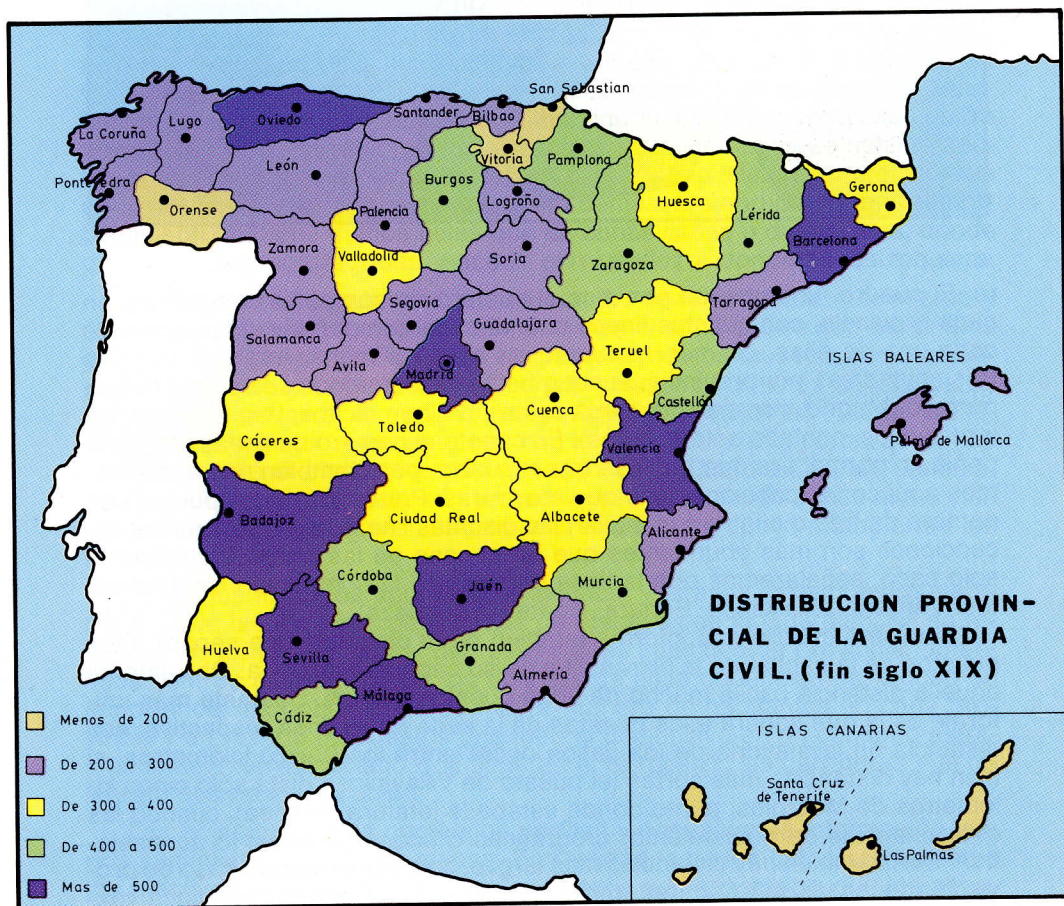 San Sebastian
Santander
Bilbao
La Coruña
Lugo
Oviedo
Vitoria
Pamplona
León
Burgos
Pontevedra
Orense
Palencia
Logroño
Huesca
Lérida
Gerona
Barcelona
Zamora
Valladolid
Soria
Zaragoza
Tarragona
Salamanca
Segovia
Guadalajara
Avila
Madrid
Teruel
ISLAS BALEARES
Castellón
Cuenca
Toledo
Cáceres
Valencia
Palma de Mallorca
Badajoz
Ciudad Real
Albacete
Alicante
Córdoba
Jaén
Murcia
DISTRIBUCION PROVIN-
CIAL DE LA GUARDIA
CIVIL. (fin siglo XIX)
Huelva
Sevilla
Granada
Almería
Málaga
Cádiz
Menos de 200
De 200 a 300
De 300 a 400
De 400 a 500
Mas de 500
ISLAS CANARIAS
Santa Cruz
de Tenerife
Las Palmas